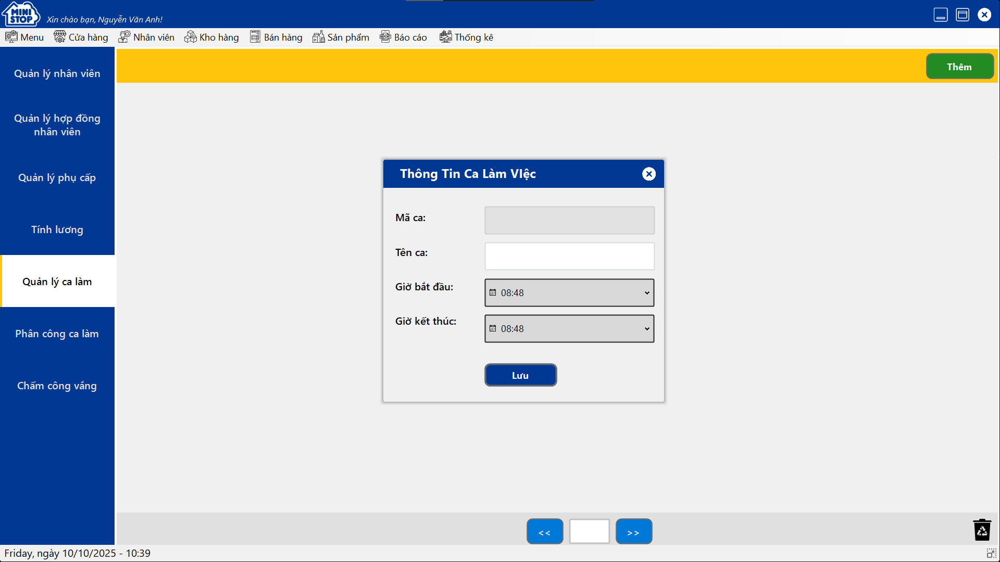 MINI
STOP
Xin chào bạn, Nguyễn Văn Anh!
Menu Cửa hàng Nhân viên Kho hàng Bán hàng Sản phẩm Báo cáo Thống kê
Thêm
Quản lý nhân viên
Quản lý hợp đồng
nhân viên
Quản lý phụ cấp
Tính lương
Quản lý ca làm
Phân công ca làm
Chấm công vắng
Thông Tin Ca Làm VIệc
Mã ca:
Tên ca:
Giờ bắt đầu: 08:48
Giờ kết thúc: 08:48
Lưu
<< >>
Friday, ngày 10/10/2025 - 10:39